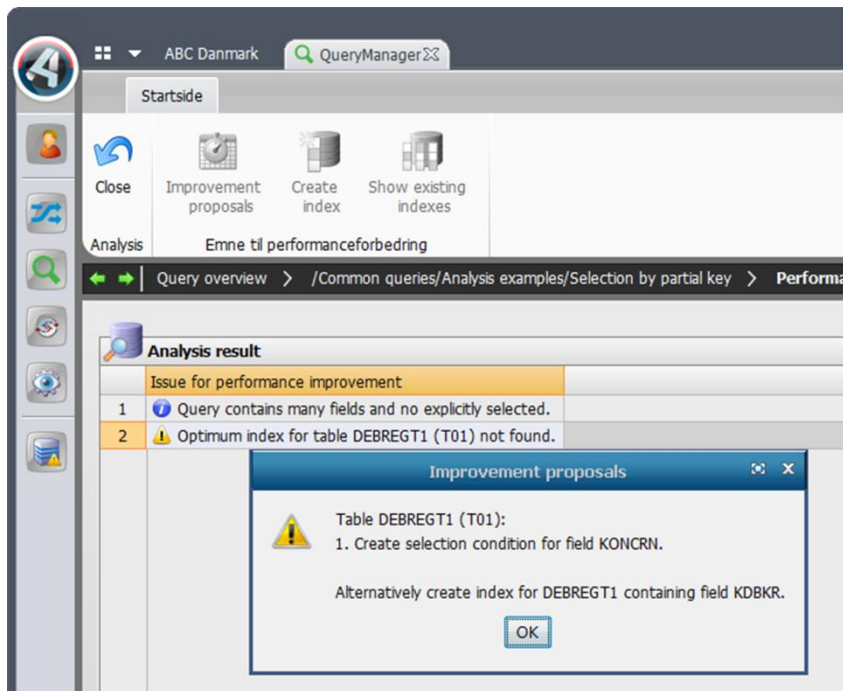 ABC Danmark
QueryManager
Startside
Close
Improvement
proposals
Create
index
Show existing
indexes
Analysis
Emne til performanceforbedring
Query overview > /Common queries/Analysis examples/Selection by partial key > Performa
Analysis result
Issue for performance improvement
1 Query contains many fields and no explicitly selected.
2 Optimum index for table DEBREGT1 (T01) not found.
Improvement proposals
Table DEBREGT1 (T01):
1. Create selection condition for field KONCRN.
Alternatively create index for DEBREGT1 containing field KDBKR.
OK